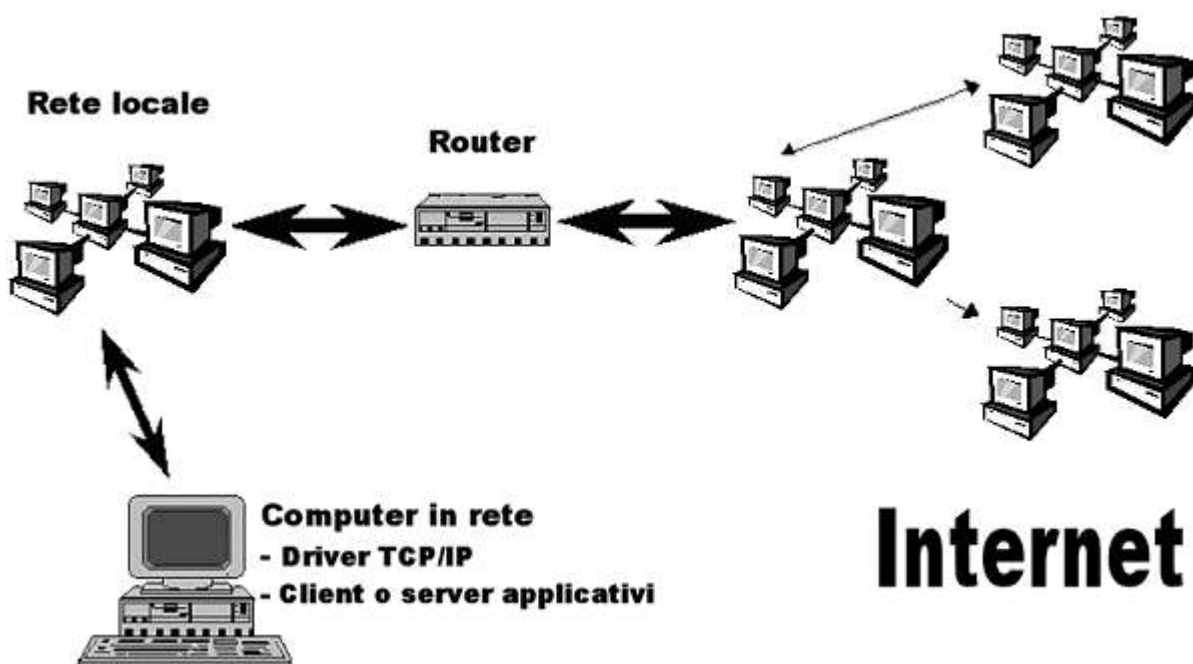 Rete locale
Router
Computer in rete
- Driver TCP/IP
- Client o server applicativi
Internet